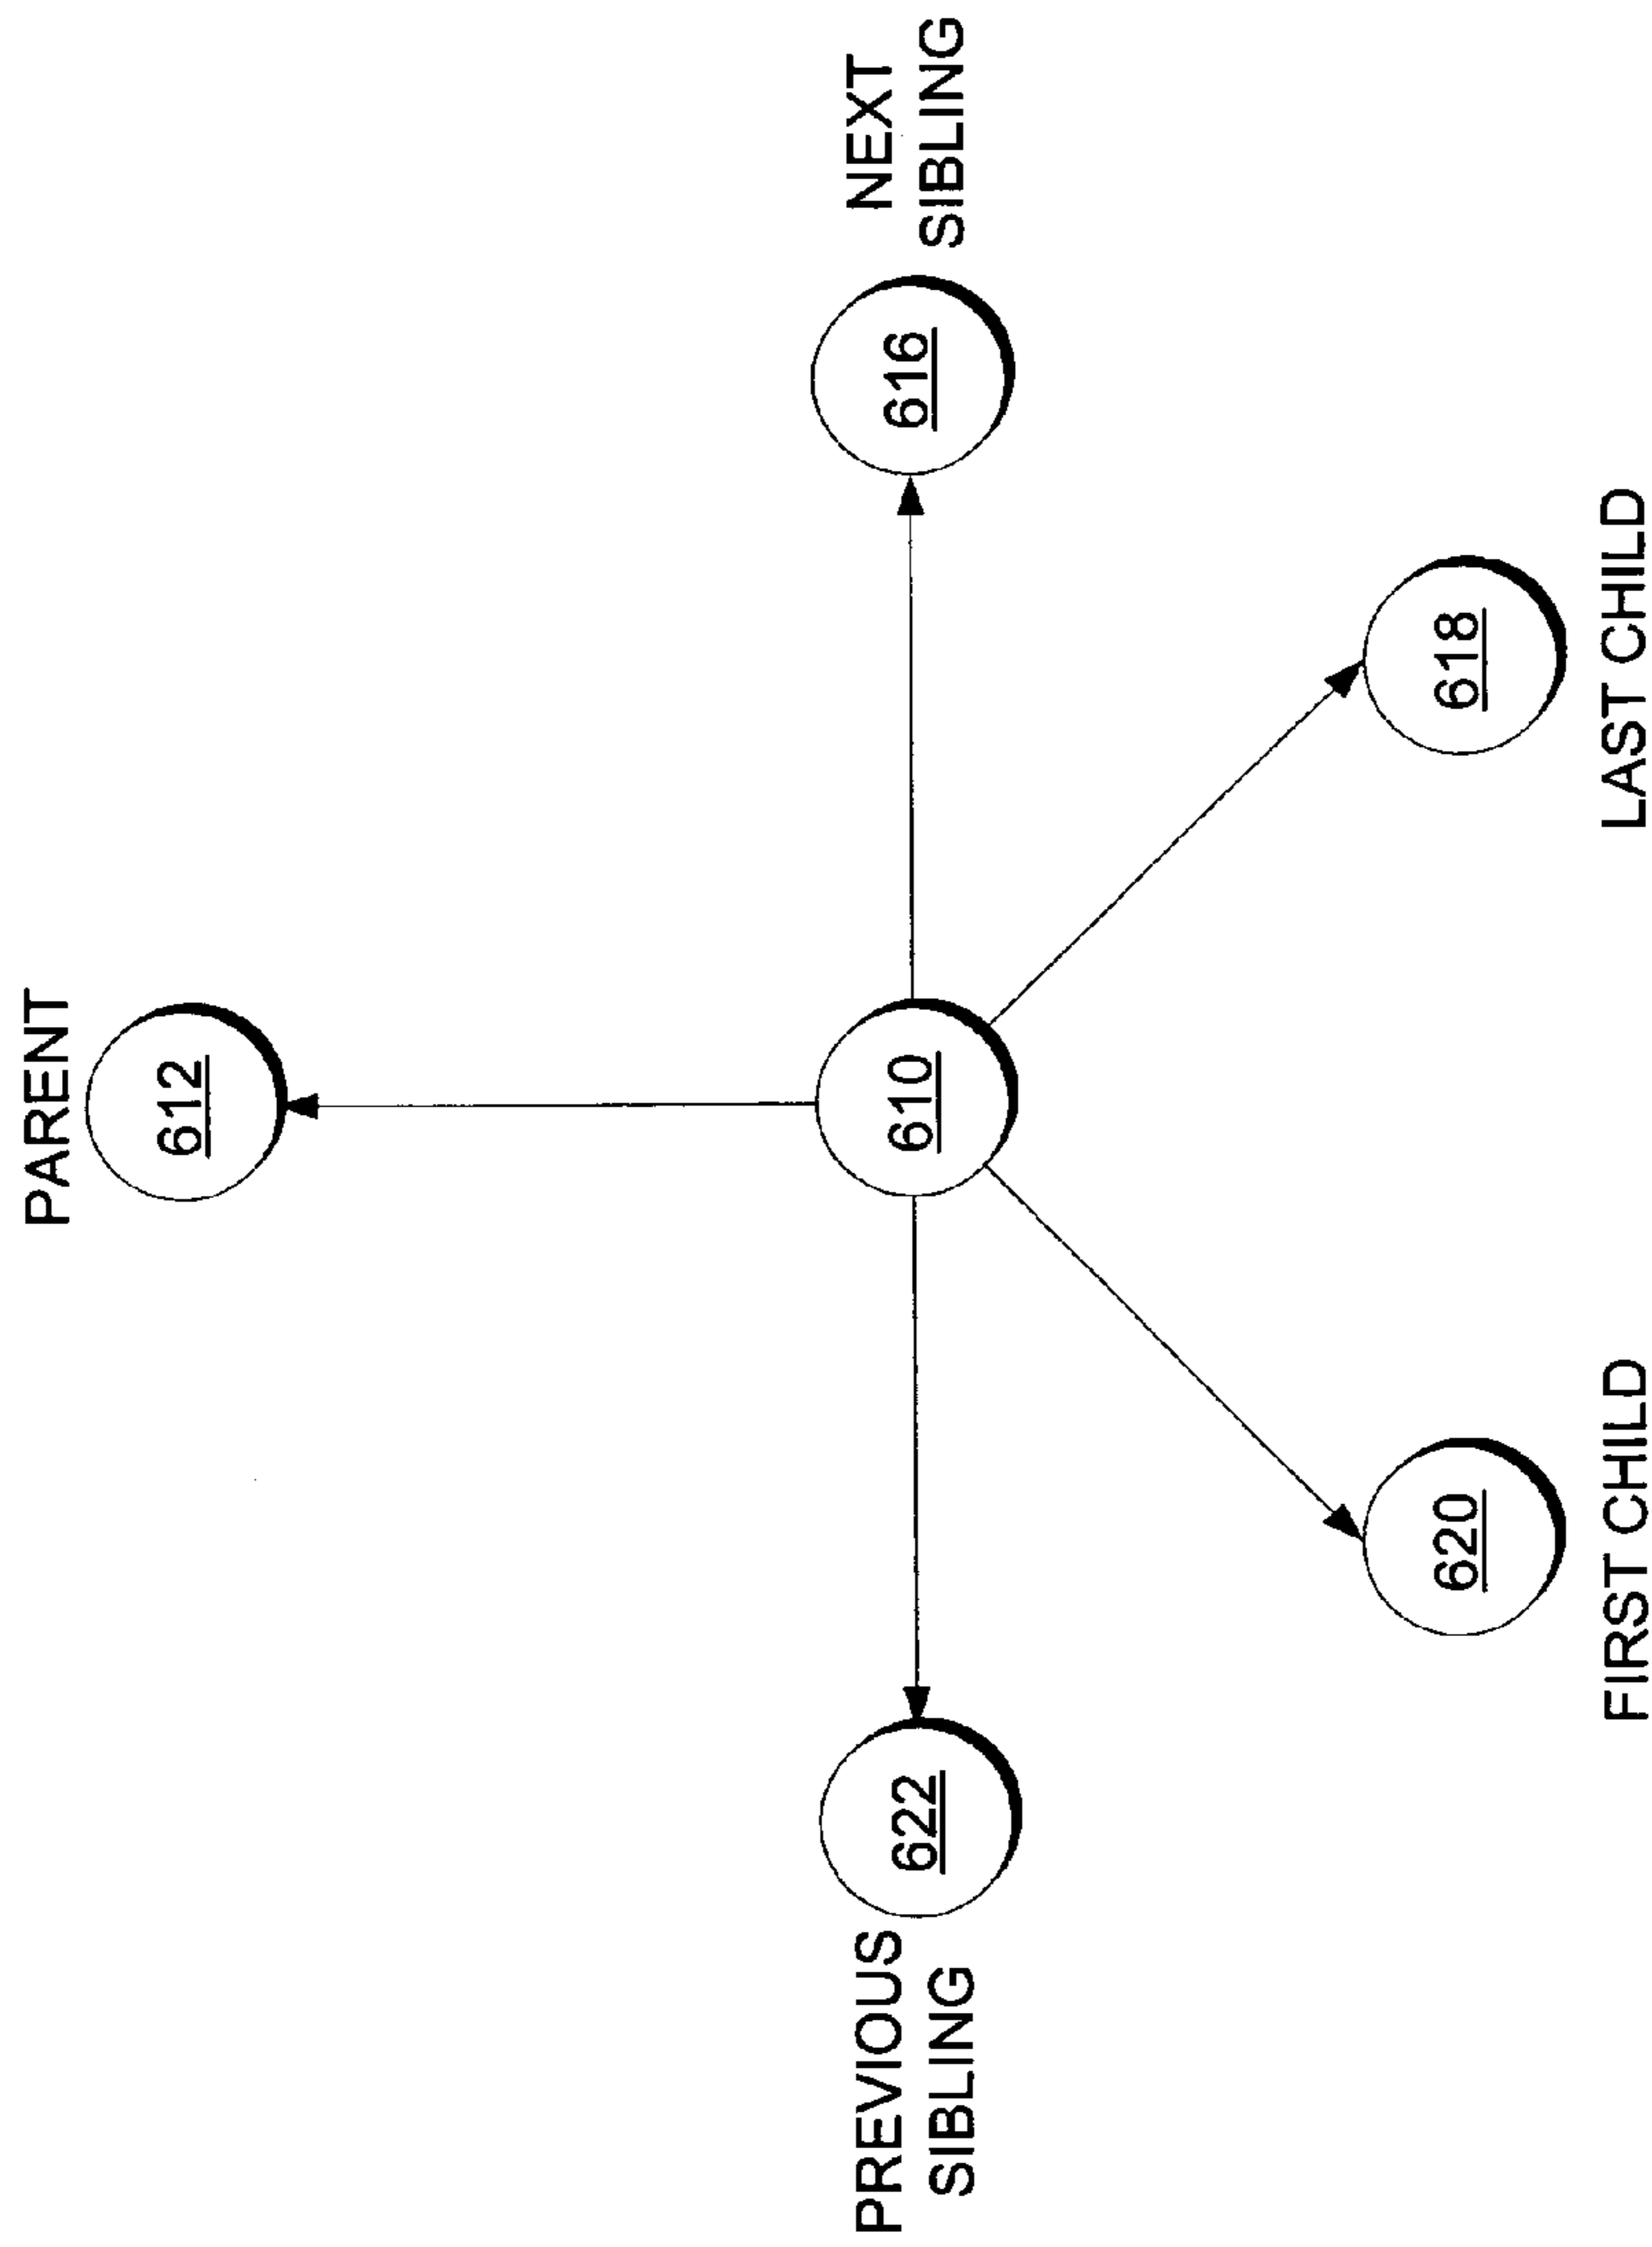 PARENT
612
PREVIOUS
SIBLING
622
610
616
NEXT
SIBLING
620
618
FIRST CHILD
LAST CHILD